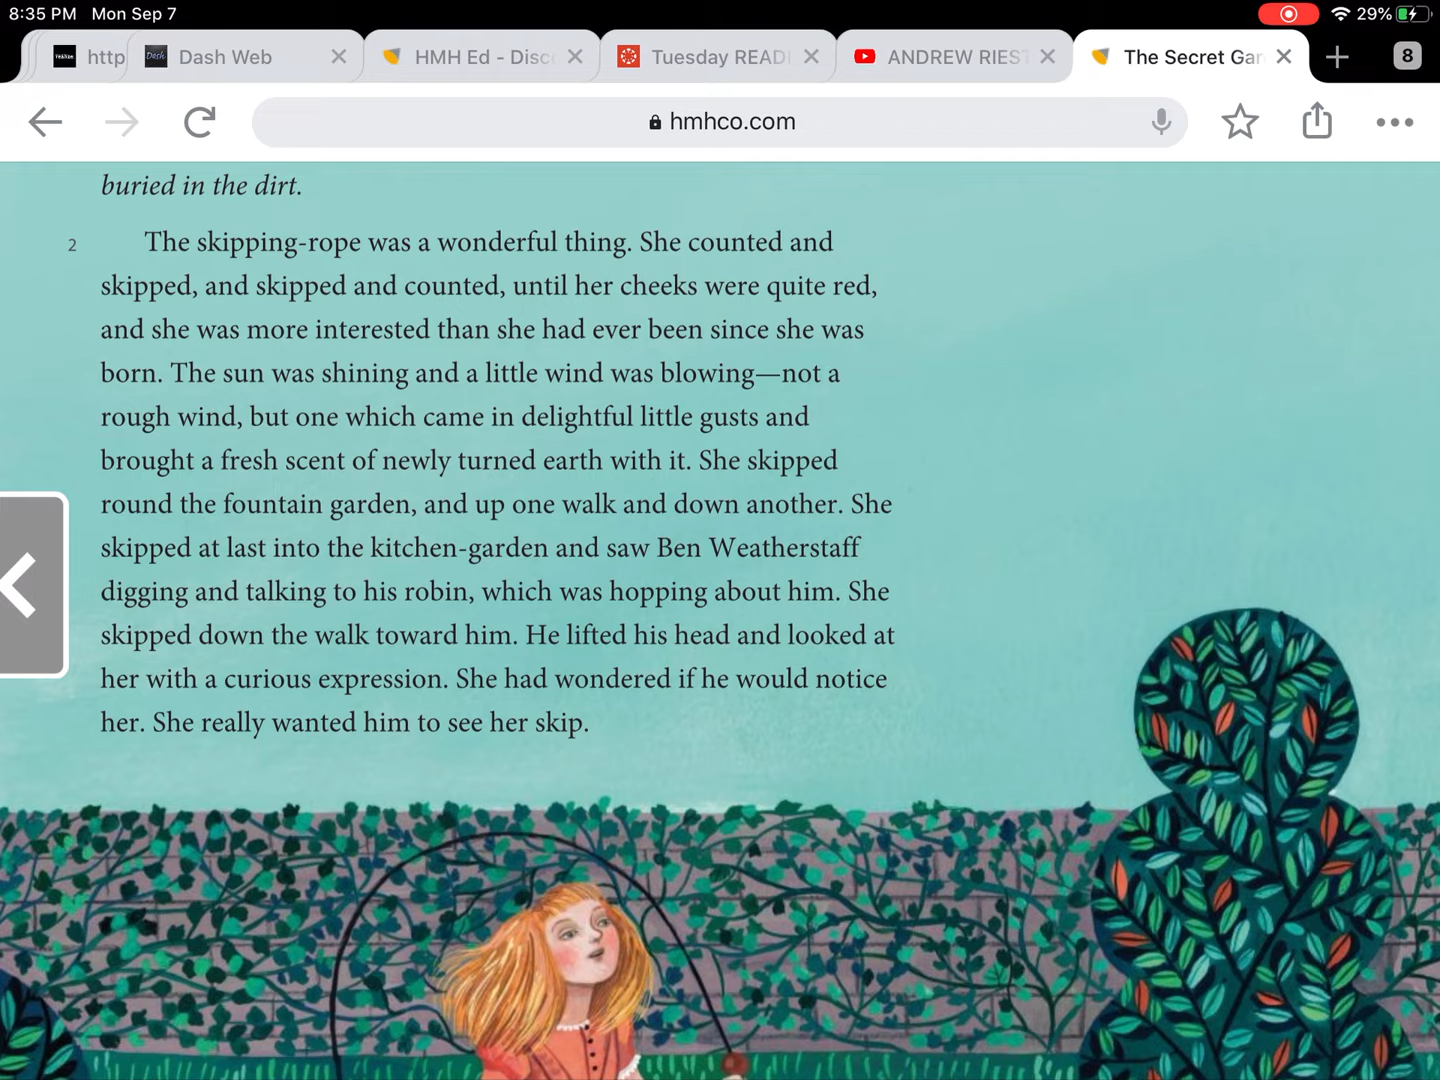 8:35 PM Mon Sep 7
29%
http
Dash
Dash Web
HMH Ed - Disc
Tuesday READ
ANDREW RIEST
The Secret Gar
8
hmhco.com
buried in the dirt.
2 The skipping-rope was a wonderful thing. She counted and
skipped, and skipped and counted, until her cheeks were quite red,
and she was more interested than she had ever been since she was
born. The sun was shining and a little wind was blowing—not a
rough wind, but one which came in delightful little gusts and
brought a fresh scent of newly turned earth with it. She skipped
round the fountain garden, and up one walk and down another. She
skipped at last into the kitchen-garden and saw Ben Weatherstaff
digging and talking to his robin, which was hopping about him. She
skipped down the walk toward him. He lifted his head and looked at
her with a curious expression. She had wondered if he would notice
her. She really wanted him to see her skip.